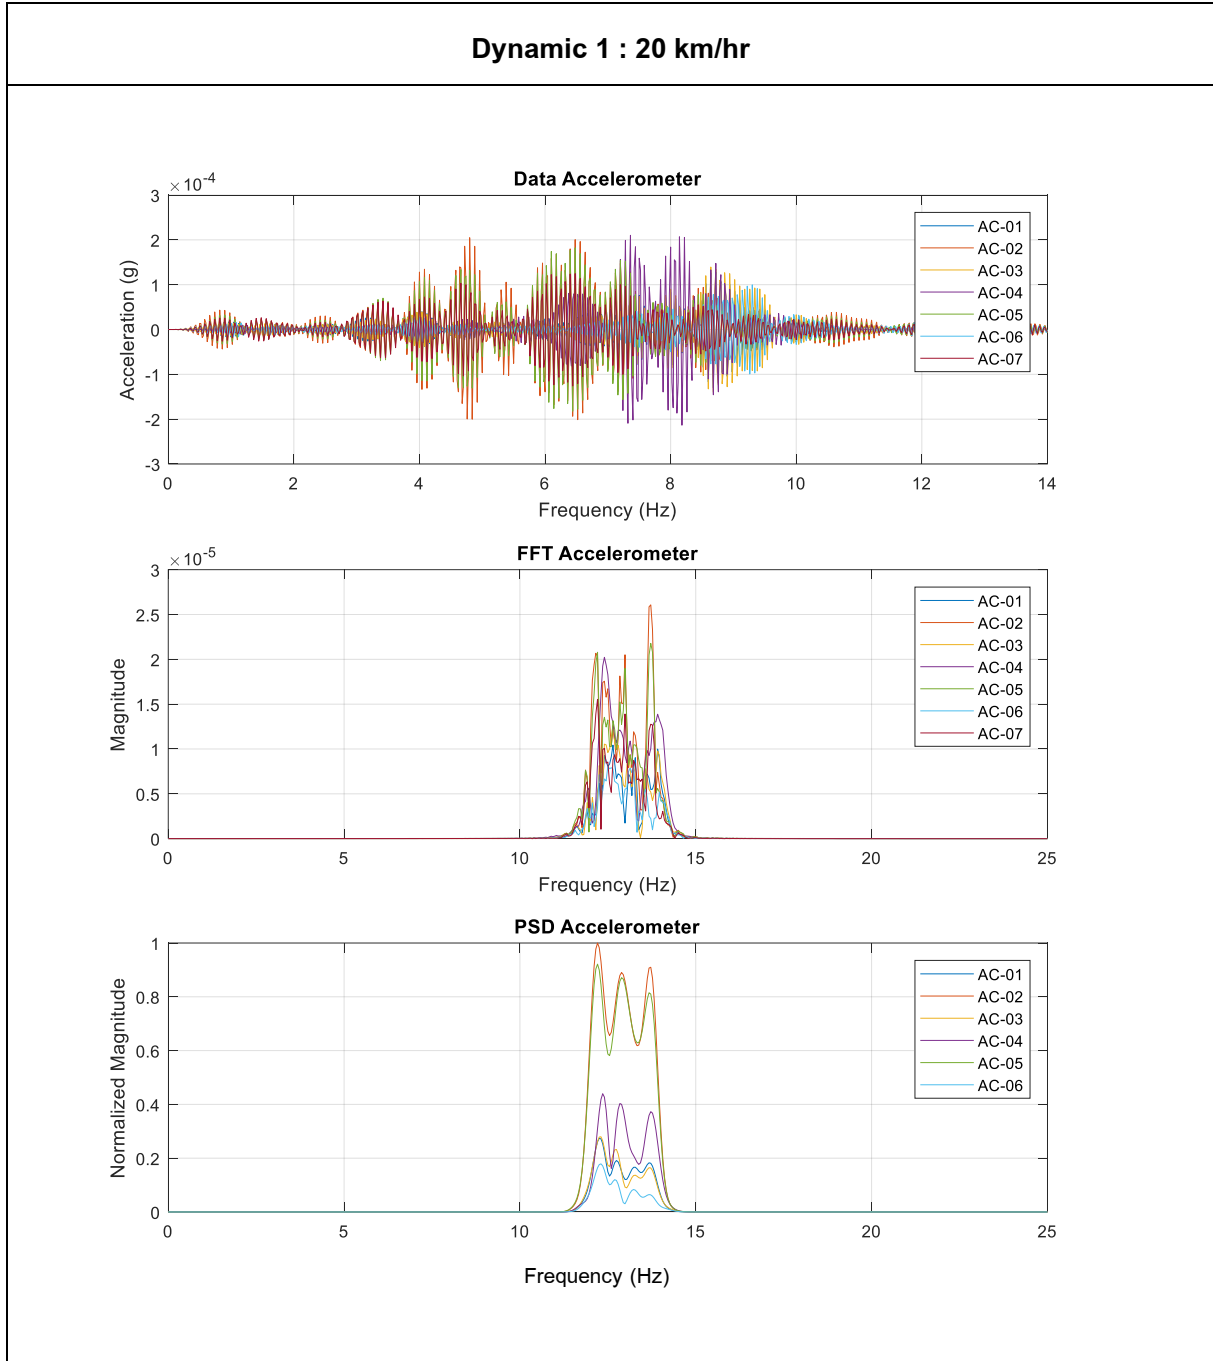 Dynamic 1 : 20 km/hr
Data Accelerometer
×10-4
3
2
1
0
-1
-2
-3
Acceleration (g)
0 2 4 6 8 10 12 14
Frequency (Hz)
AC-01
AC-02
AC-03
AC-04
AC-05
AC-06
AC-07
FFT Accelerometer
×10-5
3
2.5
2
1.5
1
0.5
0
Magnitude
0 5 10 15 20 25
Frequency (Hz)
AC-01
AC-02
AC-03
AC-04
AC-05
AC-06
AC-07
PSD Accelerometer
1
0.8
0.6
0.4
0.2
0
Normalized Magnitude
0 5 10 15 20 25
Frequency (Hz)
AC-01
AC-02
AC-03
AC-04
AC-05
AC-06